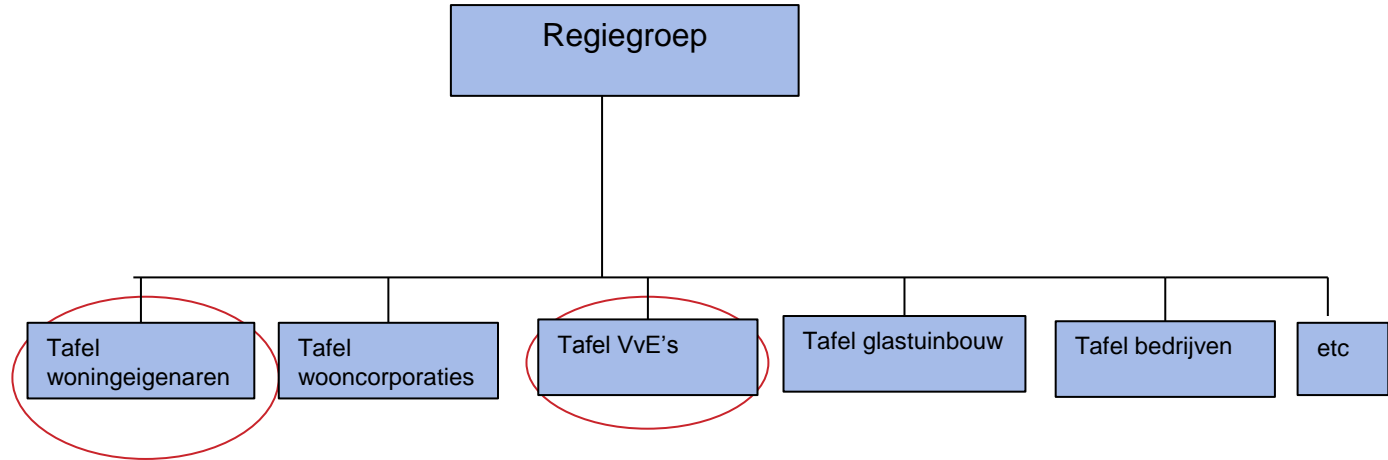 Regiegroep
Tafel
woningeigenaren
Tafel
wooncorporaties
Tafel VvE's
Tafel glastuinbouw
Tafel bedrijven
etc